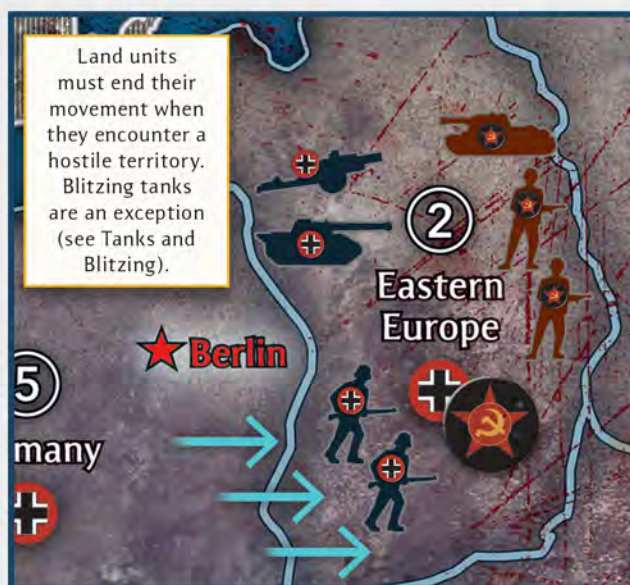 Land units
must end their
movement when
they encounter a
hostile territory.
Blitzing tanks
are an exception
(see Tanks and
Blitzing).
2
Eastern
Europe
Berlin
5
many